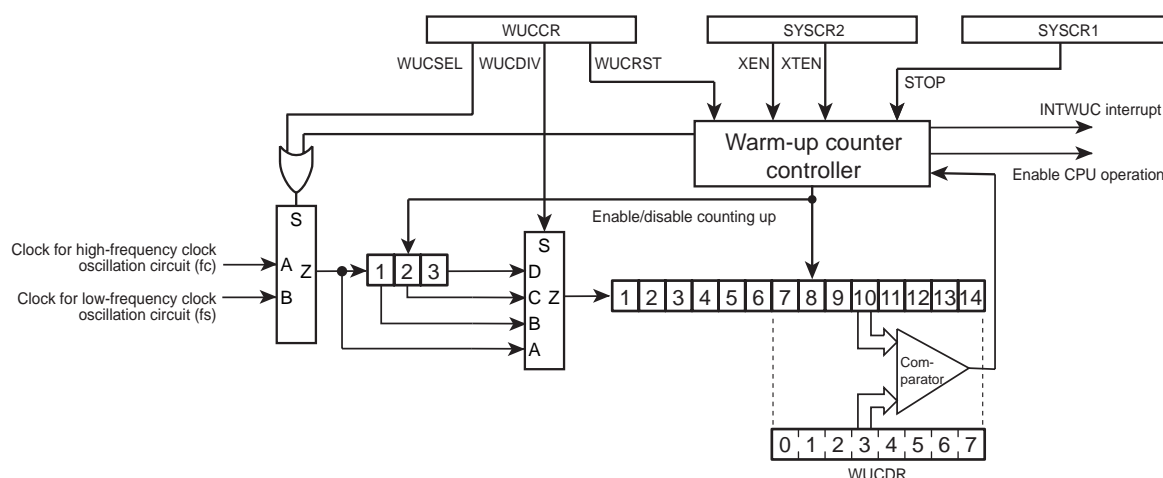 WUCCR
SYSCR2
SYSCR1
WUCSEL
WUCDIV
WUCRST
XEN
XTEN
STOP
INTWUC interrupt
Warm-up counter
controller
Enable CPU operation
S
Enable/disable counting up
S
Clock for high-frequency clock
oscillation circuit (fc)
A
Z
1 2 3
D
Clock for low-frequency clock
oscillation circuit (fs)
B
C
Z
1 2 3 4 5 6 7 8 9 10 11 12 13 14
B
A
Com-
parator
0 1 2 3 4 5 6 7
WUCDR